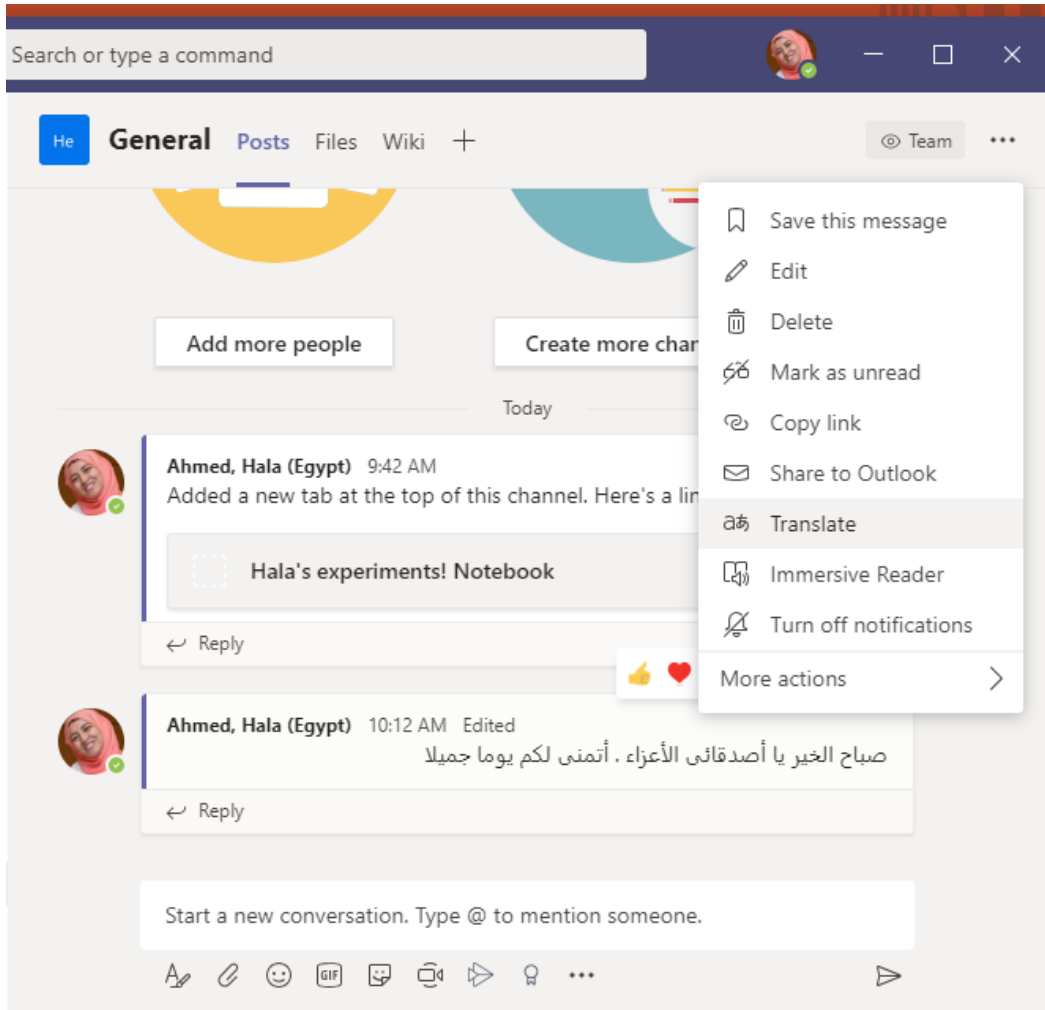 Search or type a command
He General Posts Files Wiki
Team
Save this message
Edit
Delete
Mark as unread
Copy link
Share to Outlook
Translate
Immersive Reader
Turn off notifications
More actions
Add more people
Create more
Today
Ahmed, Hala (Egypt) 9:42 AM
Added a new tab at the top of this channel. Here's a
Hala's experiments! Notebook
Reply
Ahmed, Hala (Egypt) 10:12 AM Edited
صباح الخير يا أصدقائى الأعزاء . أتمنى لكم يوما جميلا
Reply
Start a new conversation. Type @ to mention someone.
GIF